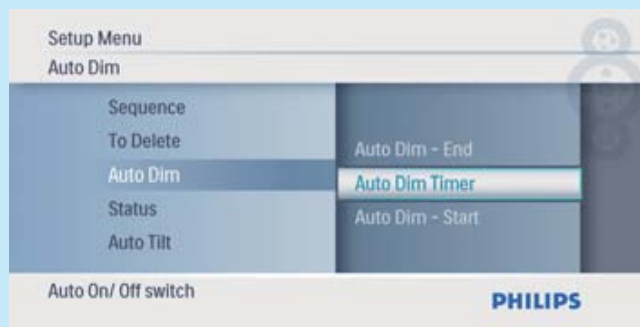 Setup Menu
Auto Dim
Sequence
To Delete
Auto Dim
Status
Auto Tilt
Auto Dim - End
Auto Dim Timer
Auto Dim - Start
Auto On/ Off switch
PHILIPS